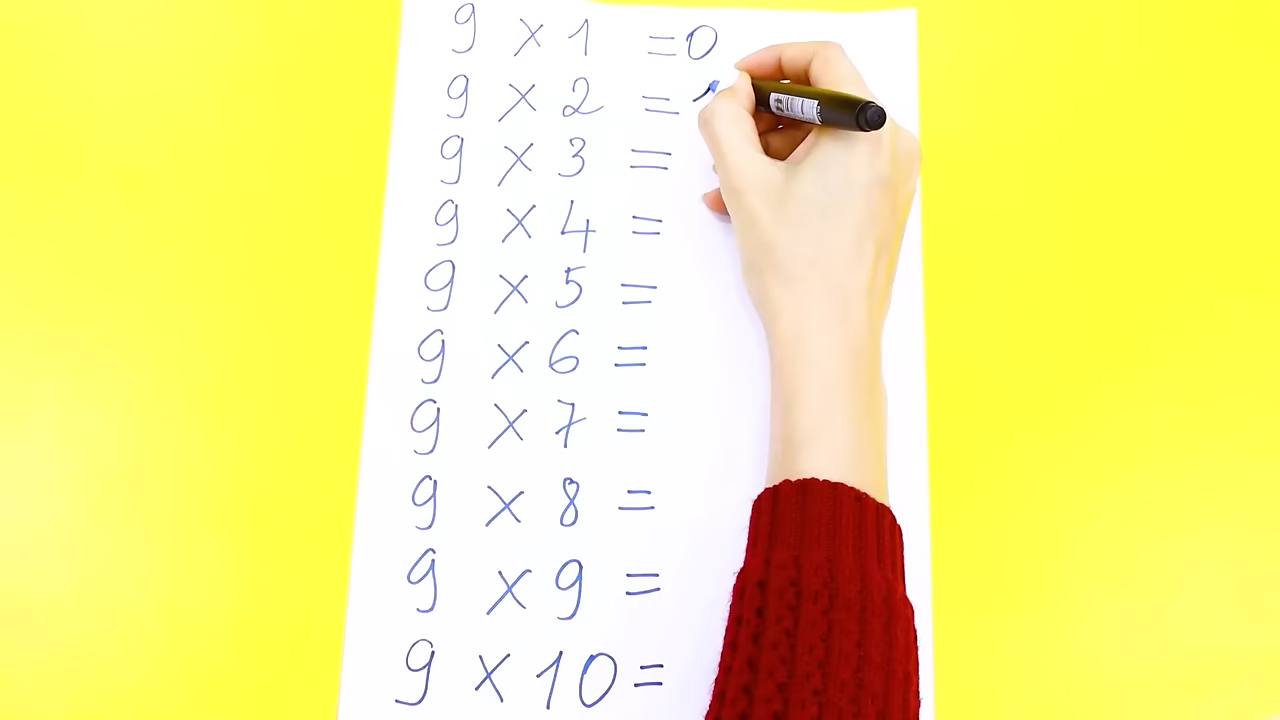 9 x 1 =0
9 x 2 =
9 x 3 =
9 x 4 =
9 x 5 =
9 x 6 =
9 x 7 =
9 x 8 =
9 x 9 =
9 x 10 =